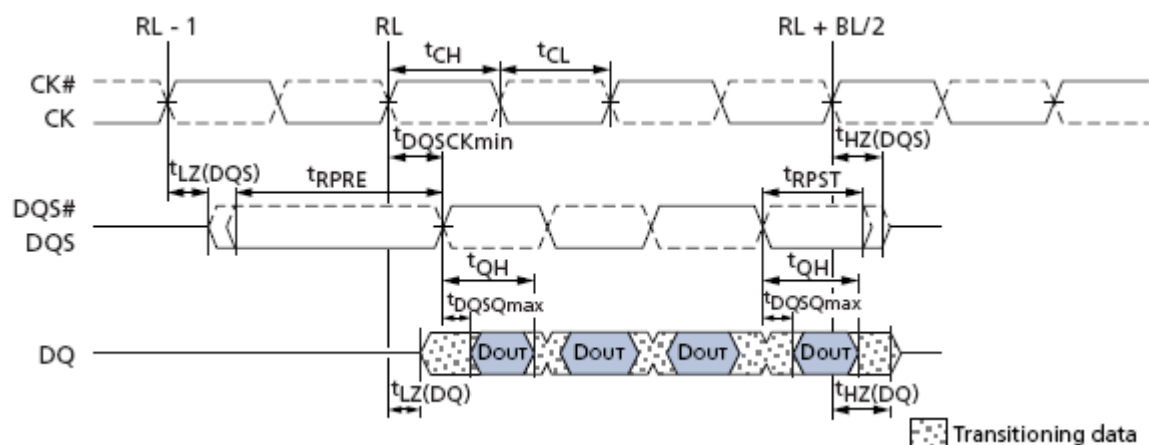 RL - 1 RL RL + BL/2
tCH tCL
CK#
CK
tDQSCKmin tHZ(DQS)
tLZ(DQS) tRPRE tRPST
DQS#
DQS
tQH tQH
tDQSQmax tDQSQmax
DQ DOUT DOUT DOUT DOUT
tLZ(DQ) tHZ(DQ)
Transitioning data